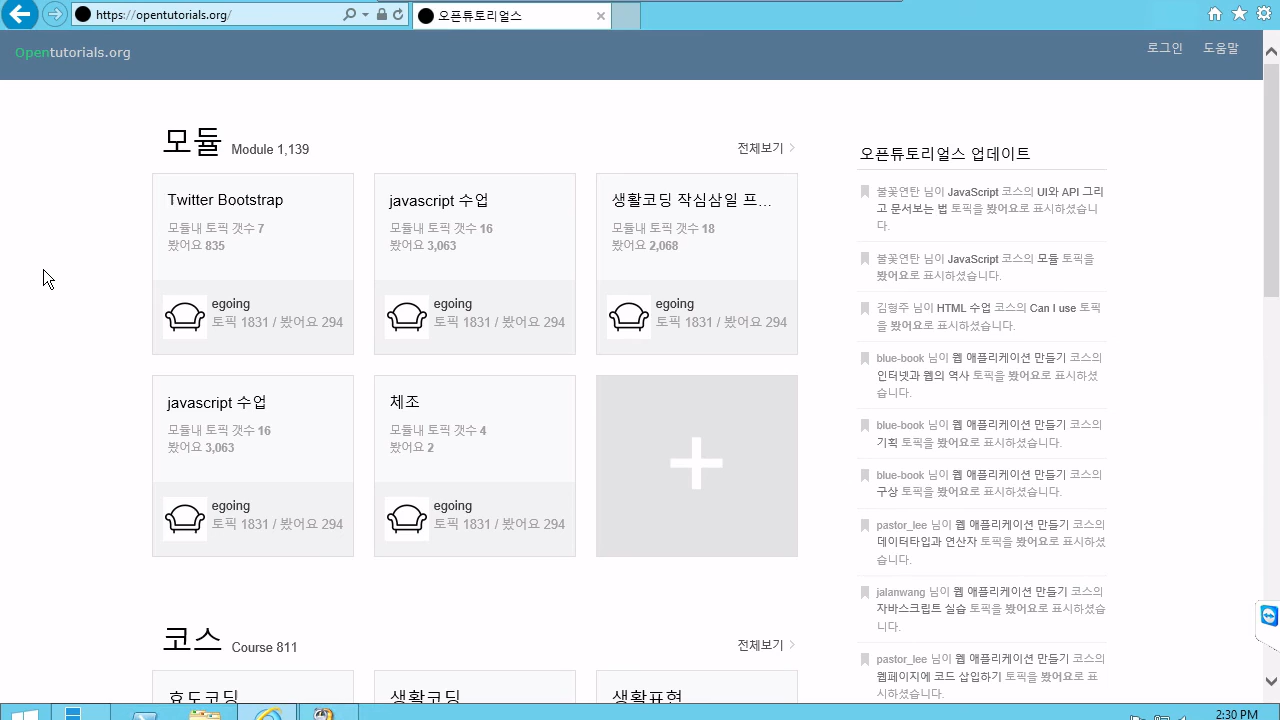 https://opentutorials.org/
오픈튜토리얼스
Opentutorials.org
로그인
도움말
모듈 Module 1,139
전체보기
Twitter Bootstrap
모듈내 토픽 갯수 7
봤어요 835
egoing
토픽 1831 / 봤어요 294
javascript 수업
모듈내 토픽 갯수 16
봤어요 3,063
egoing
토픽 1831 / 봤어요 294
생활코딩 작심삼일 프...
모듈내 토픽 갯수 18
봤어요 2,068
egoing
토픽 1831 / 봤어요 294
javascript 수업
모듈내 토픽 갯수 16
봤어요 3,063
egoing
토픽 1831 / 봤어요 294
체조
모듈내 토픽 갯수 4
봤어요 2
egoing
토픽 1831 / 봤어요 294
코스 Course 811
전체보기
효도코딩
생활코딩
생활표현
오픈튜토리얼스 업데이트
불꽃연탄 님이 JavaScript 코스의 UI와 API 그리
고 문서보는 법 토픽을 봤어요로 표시하셨습니
다.
불꽃연탄 님이 JavaScript 코스의 모듈 토픽을
봤어요로 표시하셨습니다.
김형주 님이 HTML 수업 코스의 Can I use 토픽
을 봤어요로 표시하셨습니다.
blue-book 님이 웹 애플리케이션 만들기 코스의
인터넷과 웹의 역사 토픽을 봤어요로 표시하셨
습니다.
blue-book 님이 웹 애플리케이션 만들기 코스의
기획 토픽을 봤어요로 표시하셨습니다.
blue-book 님이 웹 애플리케이션 만들기 코스의
구상 토픽을 봤어요로 표시하셨습니다.
pastor_lee 님이 웹 애플리케이션 만들기 코스의
데이터타입과 연산자 토픽을 봤어요로 표시하셨
습니다.
jalanwang 님이 웹 애플리케이션 만들기 코스의
자바스크립트 실습 토픽을 봤어요로 표시하셨습
니다.
pastor_lee 님이 웹 애플리케이션 만들기 코스의
웹페이지에 코드 삽입하기 토픽을 봤어요로 표
시하셨습니다.
2:30 PM